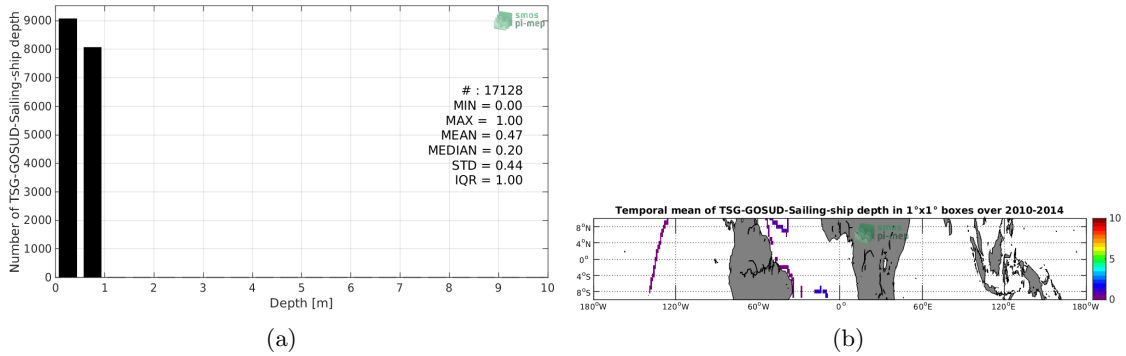 Number of TSG-GOSUD-Sailing-ship depth
9000
8000
7000
6000
5000
4000
3000
2000
1000
0
0 1 2 3 4 5 6 7 8 9 10
Depth [m]
smos
pi-mep
# : 17128
MIN = 0.00
MAX = 1.00
MEAN = 0.47
MEDIAN = 0.20
STD = 0.44
IQR = 1.00
(a)
Temporal mean of TSG-GOSUD-Sailing-ship depth in 1°x1° boxes over 2010-2014
smos
pi-mep
8°N
4°N
0°
4°S
8°S
180°W 120°W 60°W 0° 60°E 120°E 180°W
10
5
0
(b)